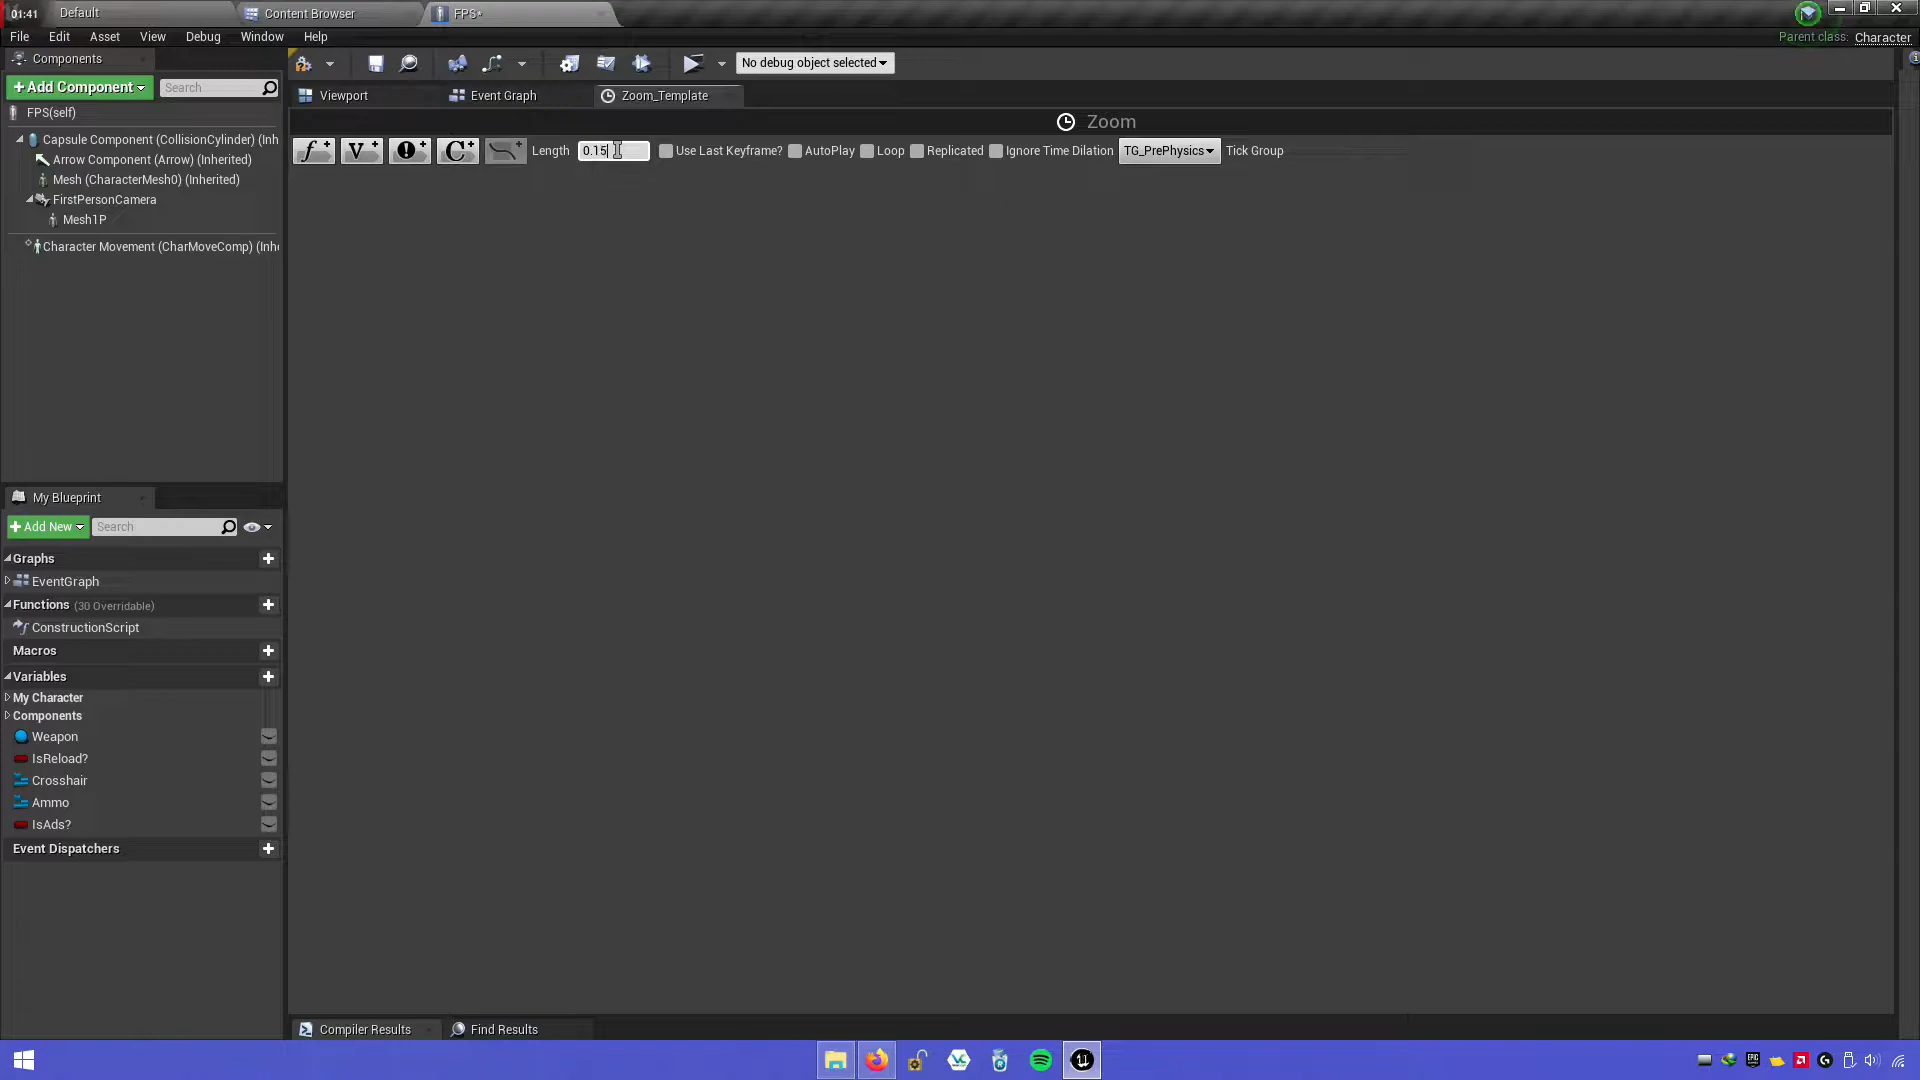 01:41
Default
Content Browser
FPS*
File Edit Asset View Debug Window Help
Parent class: Character
Components
+Add Component
Search
FPS(self)
Capsule Component (CollisionCylinder) (Inh
Arrow Component (Arrow) (Inherited)
Mesh (CharacterMesh0) (Inherited)
FirstPersonCamera
Mesh1P
Character Movement (CharMoveComp) (Inh
No debug object selected
Viewport
Event Graph
Zoom_Template
Zoom
Length 0.15 Use Last Keyframe? AutoPlay Loop Replicated Ignore Time Dilation TG_PrePhysics Tick Group
My Blueprint
+Add New
Search
Graphs
EventGraph
Functions (30 Overridable)
ConstructionScript
Macros
Variables
My Character
Components
Weapon
IsReload?
Crosshair
Ammo
IsAds?
Event Dispatchers
Compiler Results
Find Results